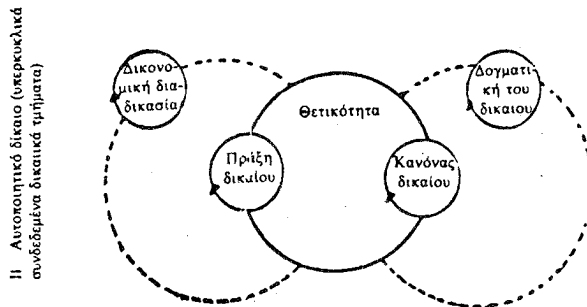 II Αυτοποιητικό δίκαιο (υπερκυκλικά
συνδεδεμένα δικαιικά τμήματα)
Δικονο-
μική δια-
δικασία
Θετικότητα
Δογματι-
κή του
δικαιου
Πράξη
δικαίου
Κανόνας
δικαίου